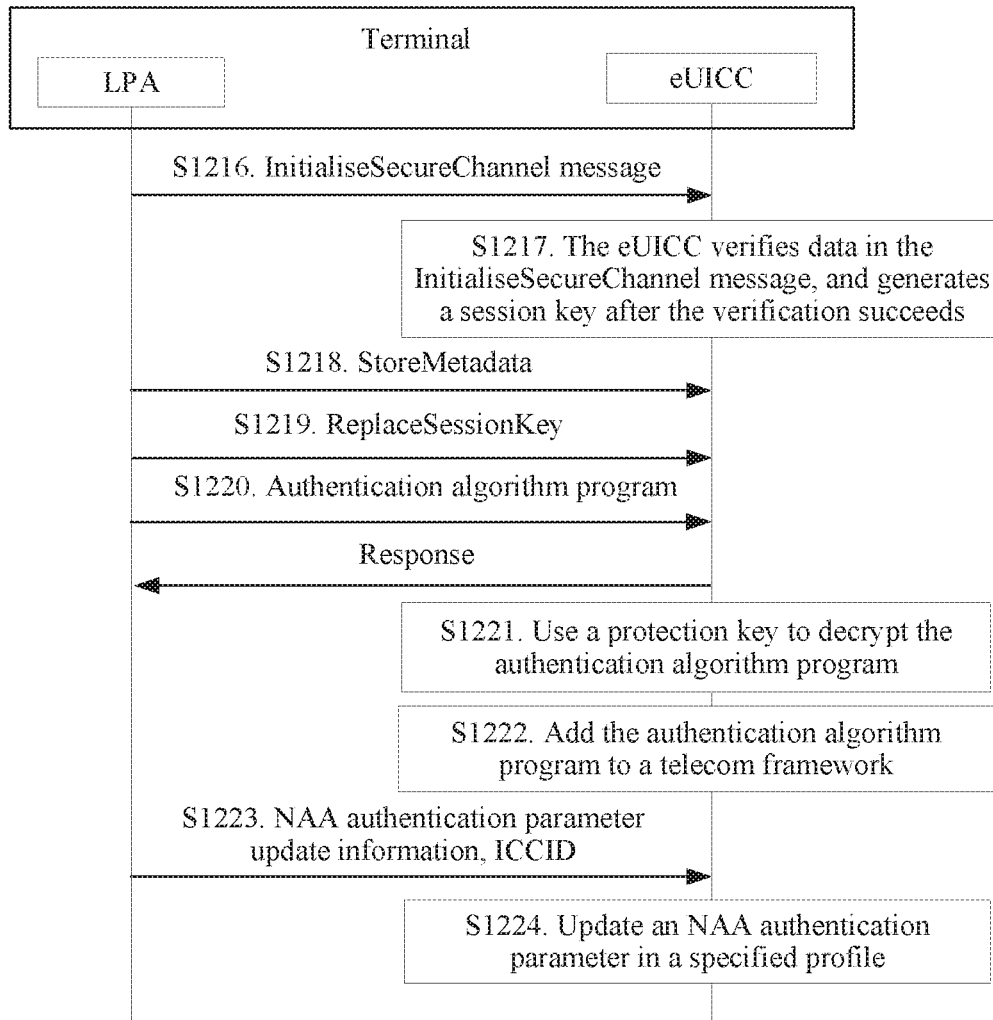 Terminal
LPA
eUICC
S1216. InitialiseSecureChannel message
S1217. The eUICC verifies data in the
InitialiseSecureChannel message, and generates
a session key after the verification succeeds
S1218. StoreMetadata
S1219. ReplaceSessionKey
S1220. Authentication algorithm program
Response
S1221. Use a protection key to decrypt the
authentication algorithm program
S1222. Add the authentication algorithm
program to a telecom framework
S1223. NAA authentication parameter
update information, ICCID
S1224. Update an NAA authentication
parameter in a specified profile